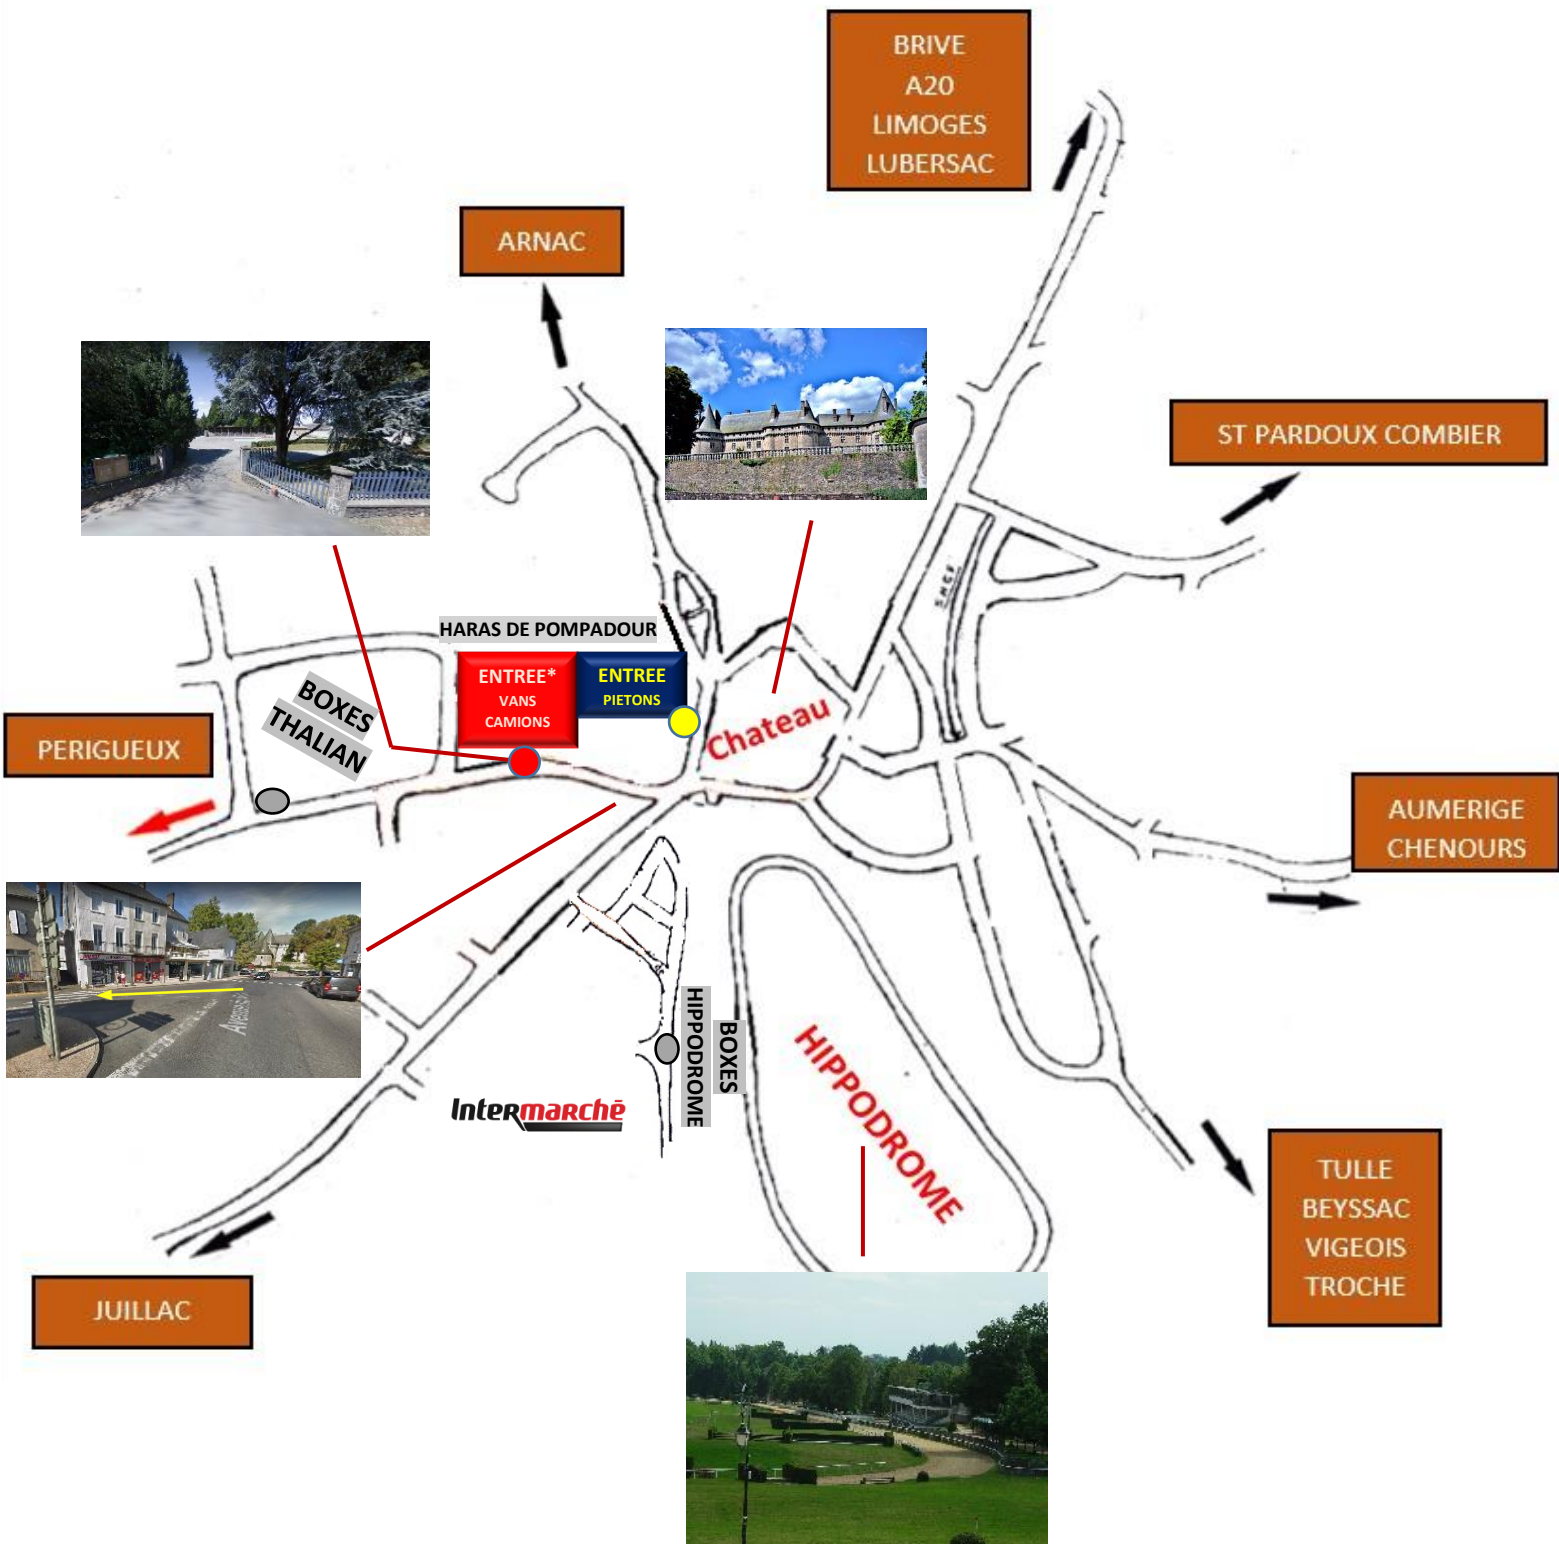 BRIVE
A20
LIMOGES
LUBERSAC
ARNAC
ST PARDOUX COMBIER
SNCF
HARAS DE POMPADOUR
ENTREE*
VANS
CAMIONS
ENTREE
PIETONS
BOXES
THALIAN
Chateau
PERIGUEUX
AUMERIGE
CHENOURS
BOXES
HIPPODROME
HIPPODROME
Intermarché
TULLE
BEYSSAC
VIGEOIS
TROCHE
JUILLAC